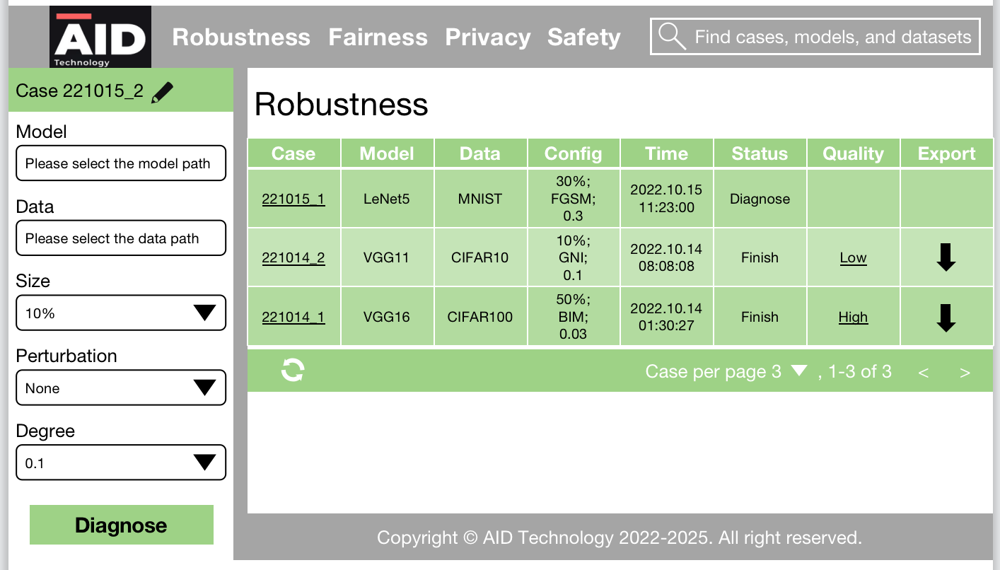 AID
Technology
Robustness Fairness Privacy Safety
Find cases, models, and datasets
Case 221015_2
Model
Please select the model path
Data
Please select the data path
Size
10%
Perturbation
None
Degree
0.1
Diagnose
Robustness
Case Model Data Config Time Status Quality Export
221015_1 LeNet5 MNIST 30%; FGSM; 0.3 2022.10.15 11:23:00 Diagnose
221014_2 VGG11 CIFAR10 10%; GNI; 0.1 2022.10.14 08:08:08 Finish Low
221014_1 VGG16 CIFAR100 50%; BIM; 0.03 2022.10.14 01:30:27 Finish High
Case per page 3 , 1-3 of 3 < >
Copyright © AID Technology 2022-2025. All right reserved.